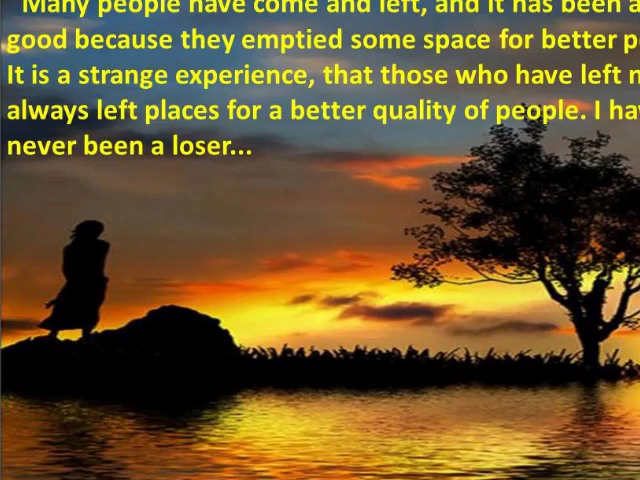 Many people have come and left, and it has been a
good because they emptied some space for better p
It is a strange experience, that those who have left m
always left places for a better quality of people. I ha
never been a loser...